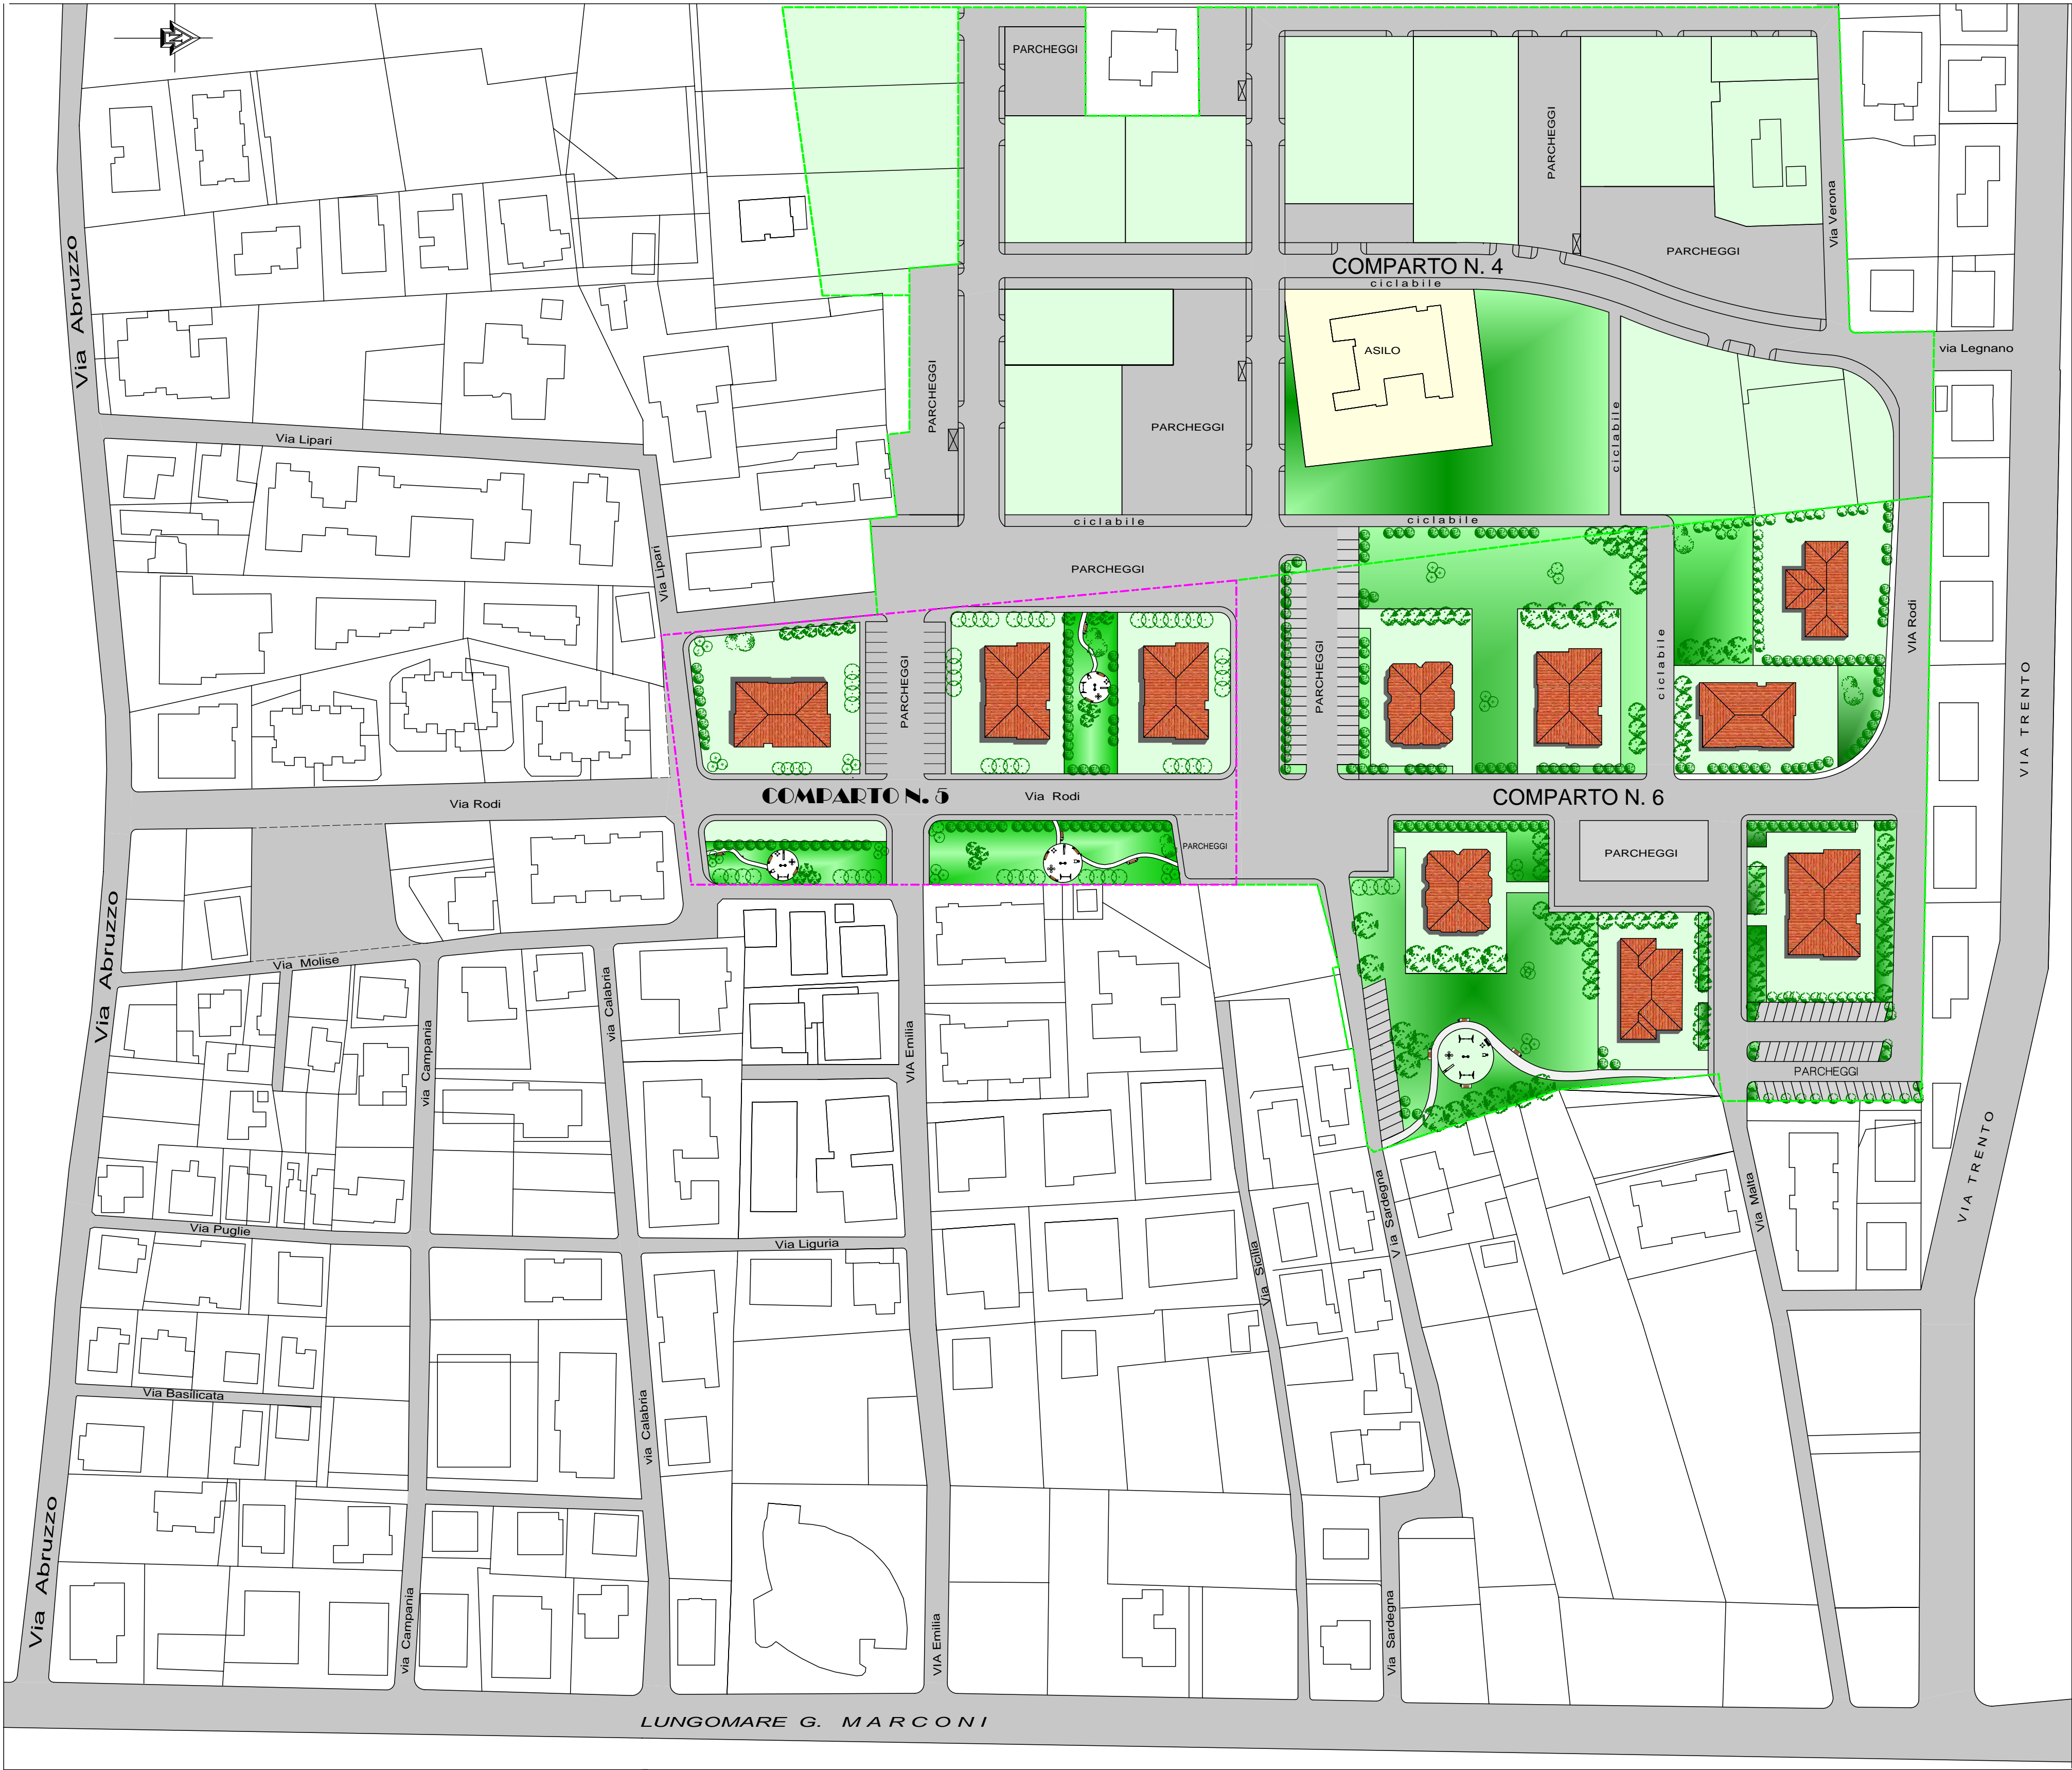 PARCHEGGI
PARCHEGGI
Via Verona
Via Abruzzo
PARCHEGGI
COMPARTO N. 4
ciclabile
via Legnano
ASILO
PARCHEGGI
PARCHEGGI
ciclabile
Via Lipari
ciclabile
ciclabile
Via Lipari
PARCHEGGI
VIA Rodi
PARCHEGGI
PARCHEGGI
ciclabile
VIA TRENTO
Via Rodi
COMPARTO N. 5
Via Rodi
COMPARTO N. 6
PARCHEGGI
PARCHEGGI
Via Abruzzo
Via Molise
via Calabria
via Campania
VIA Emilia
PARCHEGGI
VIA TRENTO
Via Puglie
Via Liguria
Via Sicilia
Via Sardegna
Via Malta
Via Basilicata
via Calabria
Via Abruzzo
via Campania
VIA Emilia
Via Sardegna
LUNGOMARE G. MARCONI